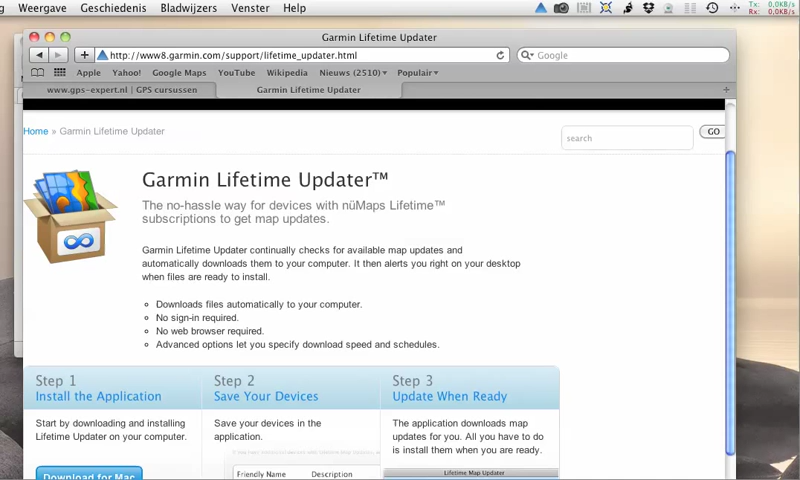 Weergave Geschiedenis Bladwijzers Venster Help
Tx: 0,0KB/s
Rx: 0,0KB/s
Garmin Lifetime Updater
http://www8.garmin.com/support/lifetime_updater.html
Google
Apple Yahoo! Google Maps YouTube Wikipedia Nieuws (2510) Populair
www.gps-expert.nl | GPS cursussen
Garmin Lifetime Updater
Home » Garmin Lifetime Updater
search
GO
Garmin Lifetime Updater™
The no-hassle way for devices with nüMaps Lifetime™
subscriptions to get map updates.
Garmin Lifetime Updater continually checks for available map updates and
automatically downloads them to your computer. It then alerts you right on your desktop
when files are ready to install.
Downloads files automatically to your computer.
No sign-in required.
No web browser required.
Advanced options let you specify download speed and schedules.
Step 1
Install the Application
Start by downloading and installing
Lifetime Updater on your computer.
Download for Mac
Step 2
Save Your Devices
Save your devices in the
application.
Friendly Name Description
Step 3
Update When Ready
The application downloads map
updates for you. All you have to do
is install them when you are ready.
Lifetime Map Updater